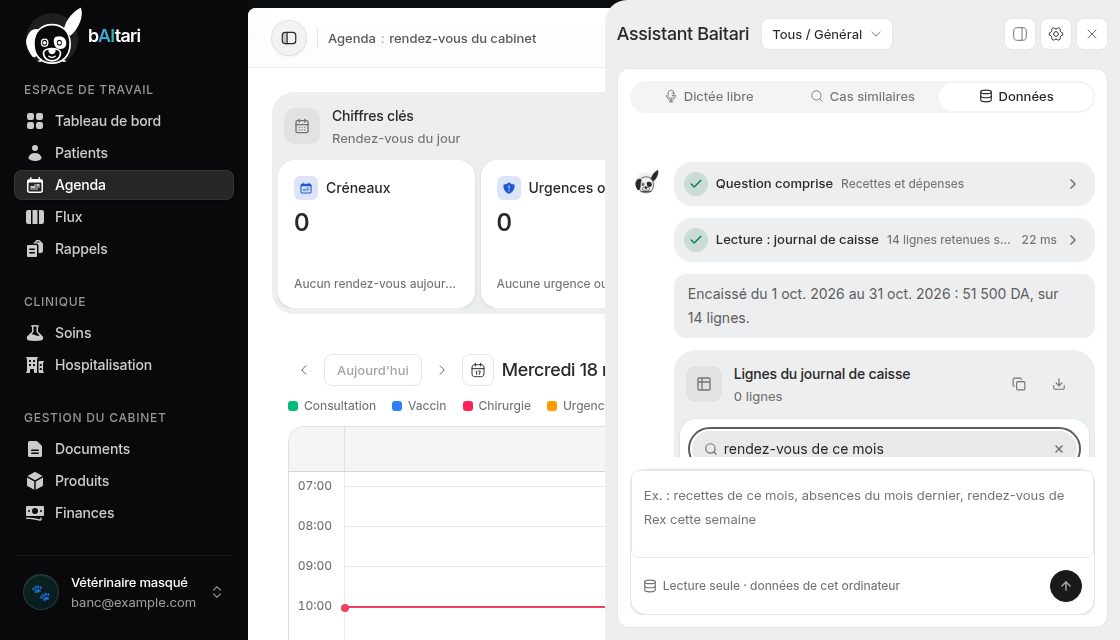 bAItari
ESPACE DE TRAVAIL
Tableau de bord
Patients
Agenda
Flux
Rappels
CLINIQUE
Soins
Hospitalisation
GESTION DU CABINET
Documents
Produits
Finances
Vétérinaire masqué
banc@example.com
Agenda : rendez-vous du cabinet
Chiffres clés
Rendez-vous du jour
Créneaux
0
Aucun rendez-vous aujour...
Urgences o
0
Aucune urgence ou
Aujourd'hui
17
Mercredi 18 r
Consultation
Vaccin
Chirurgie
Urgenc
07:00
08:00
09:00
10:00
Assistant Baitari
Tous / Général
Dictée libre
Cas similaires
Données
Question comprise Recettes et dépenses
Lecture : journal de caisse 14 lignes retenues s... 22 ms
Encaissé du 1 oct. 2026 au 31 oct. 2026 : 51 500 DA, sur
14 lignes.
Lignes du journal de caisse
0 lignes
rendez-vous de ce mois
Ex. : recettes de ce mois, absences du mois dernier, rendez-vous de
Rex cette semaine
Lecture seule · données de cet ordinateur